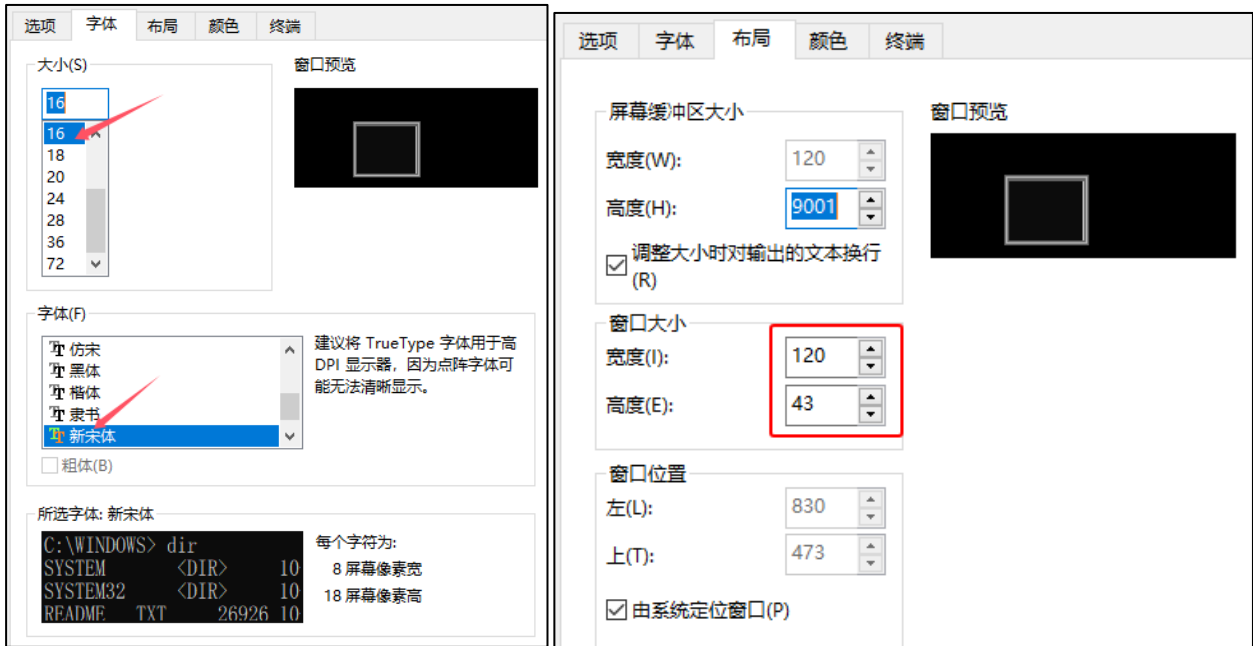 选项 字体 布局 颜色 终端
大小(S)
16
16
18
20
24
28
36
72
窗口预览
字体(F)
仿宋
黑体
楷体
隶书
新宋体
粗体(B)
建议将 TrueType 字体用于高
DPI 显示器，因为点阵字体可
能无法清晰显示。
所选字体: 新宋体
C:\WINDOWS> dir
SYSTEM <DIR> 10
SYSTEM32 <DIR> 10
README TXT 26926 10
每个字符为:
8 屏幕像素宽
18 屏幕像素高
选项 字体 布局 颜色 终端
屏幕缓冲区大小
宽度(W): 120
高度(H): 9001
调整大小时对输出的文本换行
(R)
窗口预览
窗口大小
宽度(I): 120
高度(E): 43
窗口位置
左(L): 830
上(T): 473
由系统定位窗口(P)